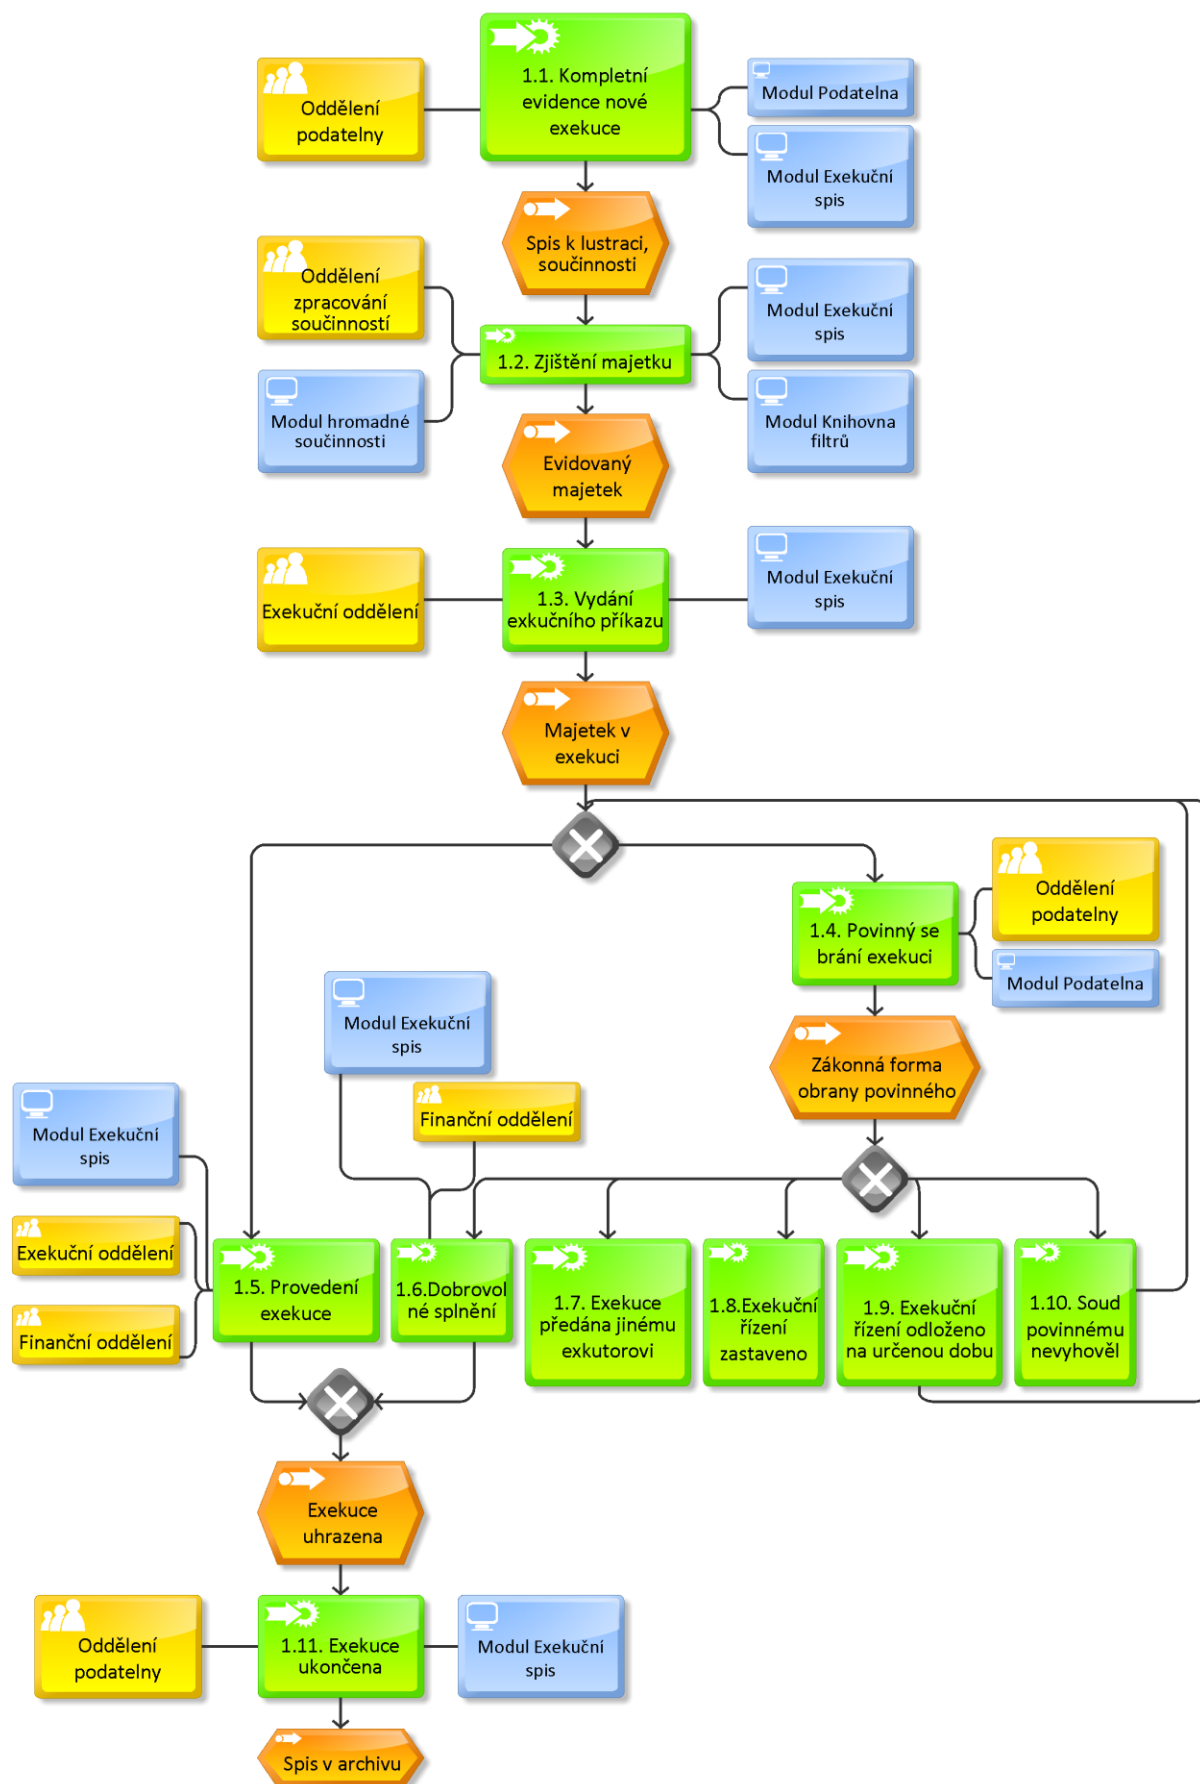 1.1. Kompletní
evidence nové
exekuce
Oddělení
podatelny
Modul Podatelna
Modul Exekuční
spis
Spis k lustraci,
součinnosti
Oddělení
zpracování
součinností
Modul Exekuční
spis
1.2. Zjištění majetku
Modul hromadné
součinnosti
Modul Knihovna
filtrů
Evidovaný
majetek
Exekuční oddělení
1.3. Vydání
exkučního příkazu
Modul Exekuční
spis
Majetek v
exekuci
1.4. Povinný se
brání exekuci
Oddělení
podatelny
Modul Podatelna
Modul Exekuční
spis
Zákonná forma
obrany povinného
Finanční oddělení
Modul Exekuční
spis
Exekuční oddělení
Finanční oddělení
1.5. Provedení
exekuce
1.6.Dobrovol
né splnění
1.7. Exekuce
předána jinému
exkutorovi
1.8.Exekuční
řízení
zastaveno
1.9. Exekuční
řízení odloženo
na určenou dobu
1.10. Soud
povinnému
nevyhověl
Exekuce
uhrazena
Oddělení
podatelny
1.11. Exekuce
ukončena
Modul Exekuční
spis
Spis v archivu